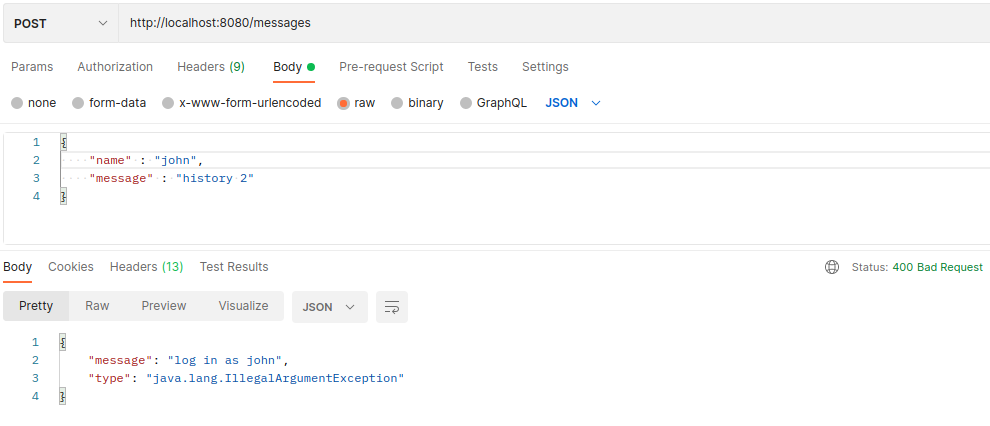 POST http://localhost:8080/messages
Params Authorization Headers (9) Body Pre-request Script Tests Settings
none form-data x-www-form-urlencoded raw binary GraphQL JSON
1 {
2 "name" : "john",
3 "message" : "history 2"
4 }
Body Cookies Headers (13) Test Results Status: 400 Bad Request
Pretty Raw Preview Visualize JSON
1 {
2 "message": "log in as john",
3 "type": "java.lang.IllegalArgumentException"
4 }